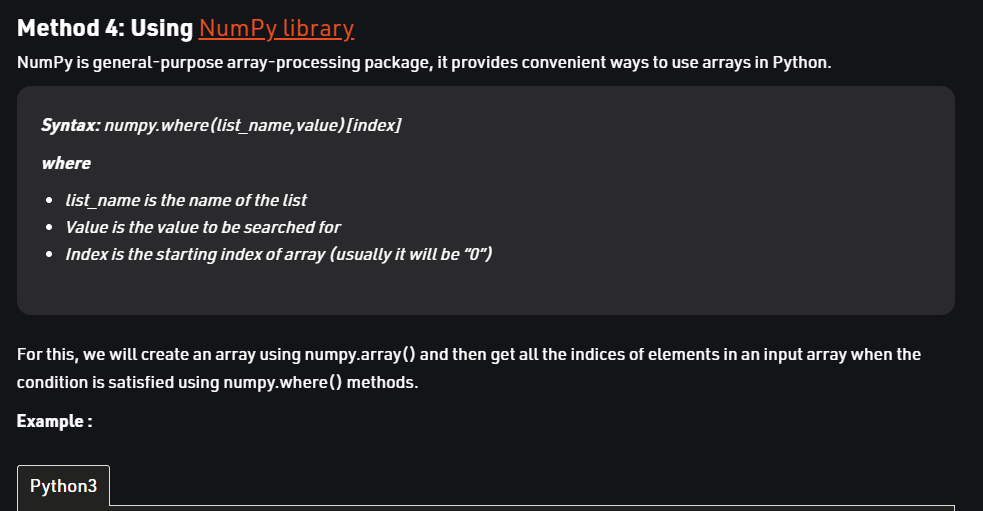 Method 4: Using NumPy library
NumPy is general-purpose array-processing package, it provides convenient ways to use arrays in Python.
Syntax: numpy.where(list_name,value)[index]
where
• list_name is the name of the list
• Value is the value to be searched for
• Index is the starting index of array (usually it will be “0”)
For this, we will create an array using numpy.array() and then get all the indices of elements in an input array when the
condition is satisfied using numpy.where() methods.
Example :
Python3